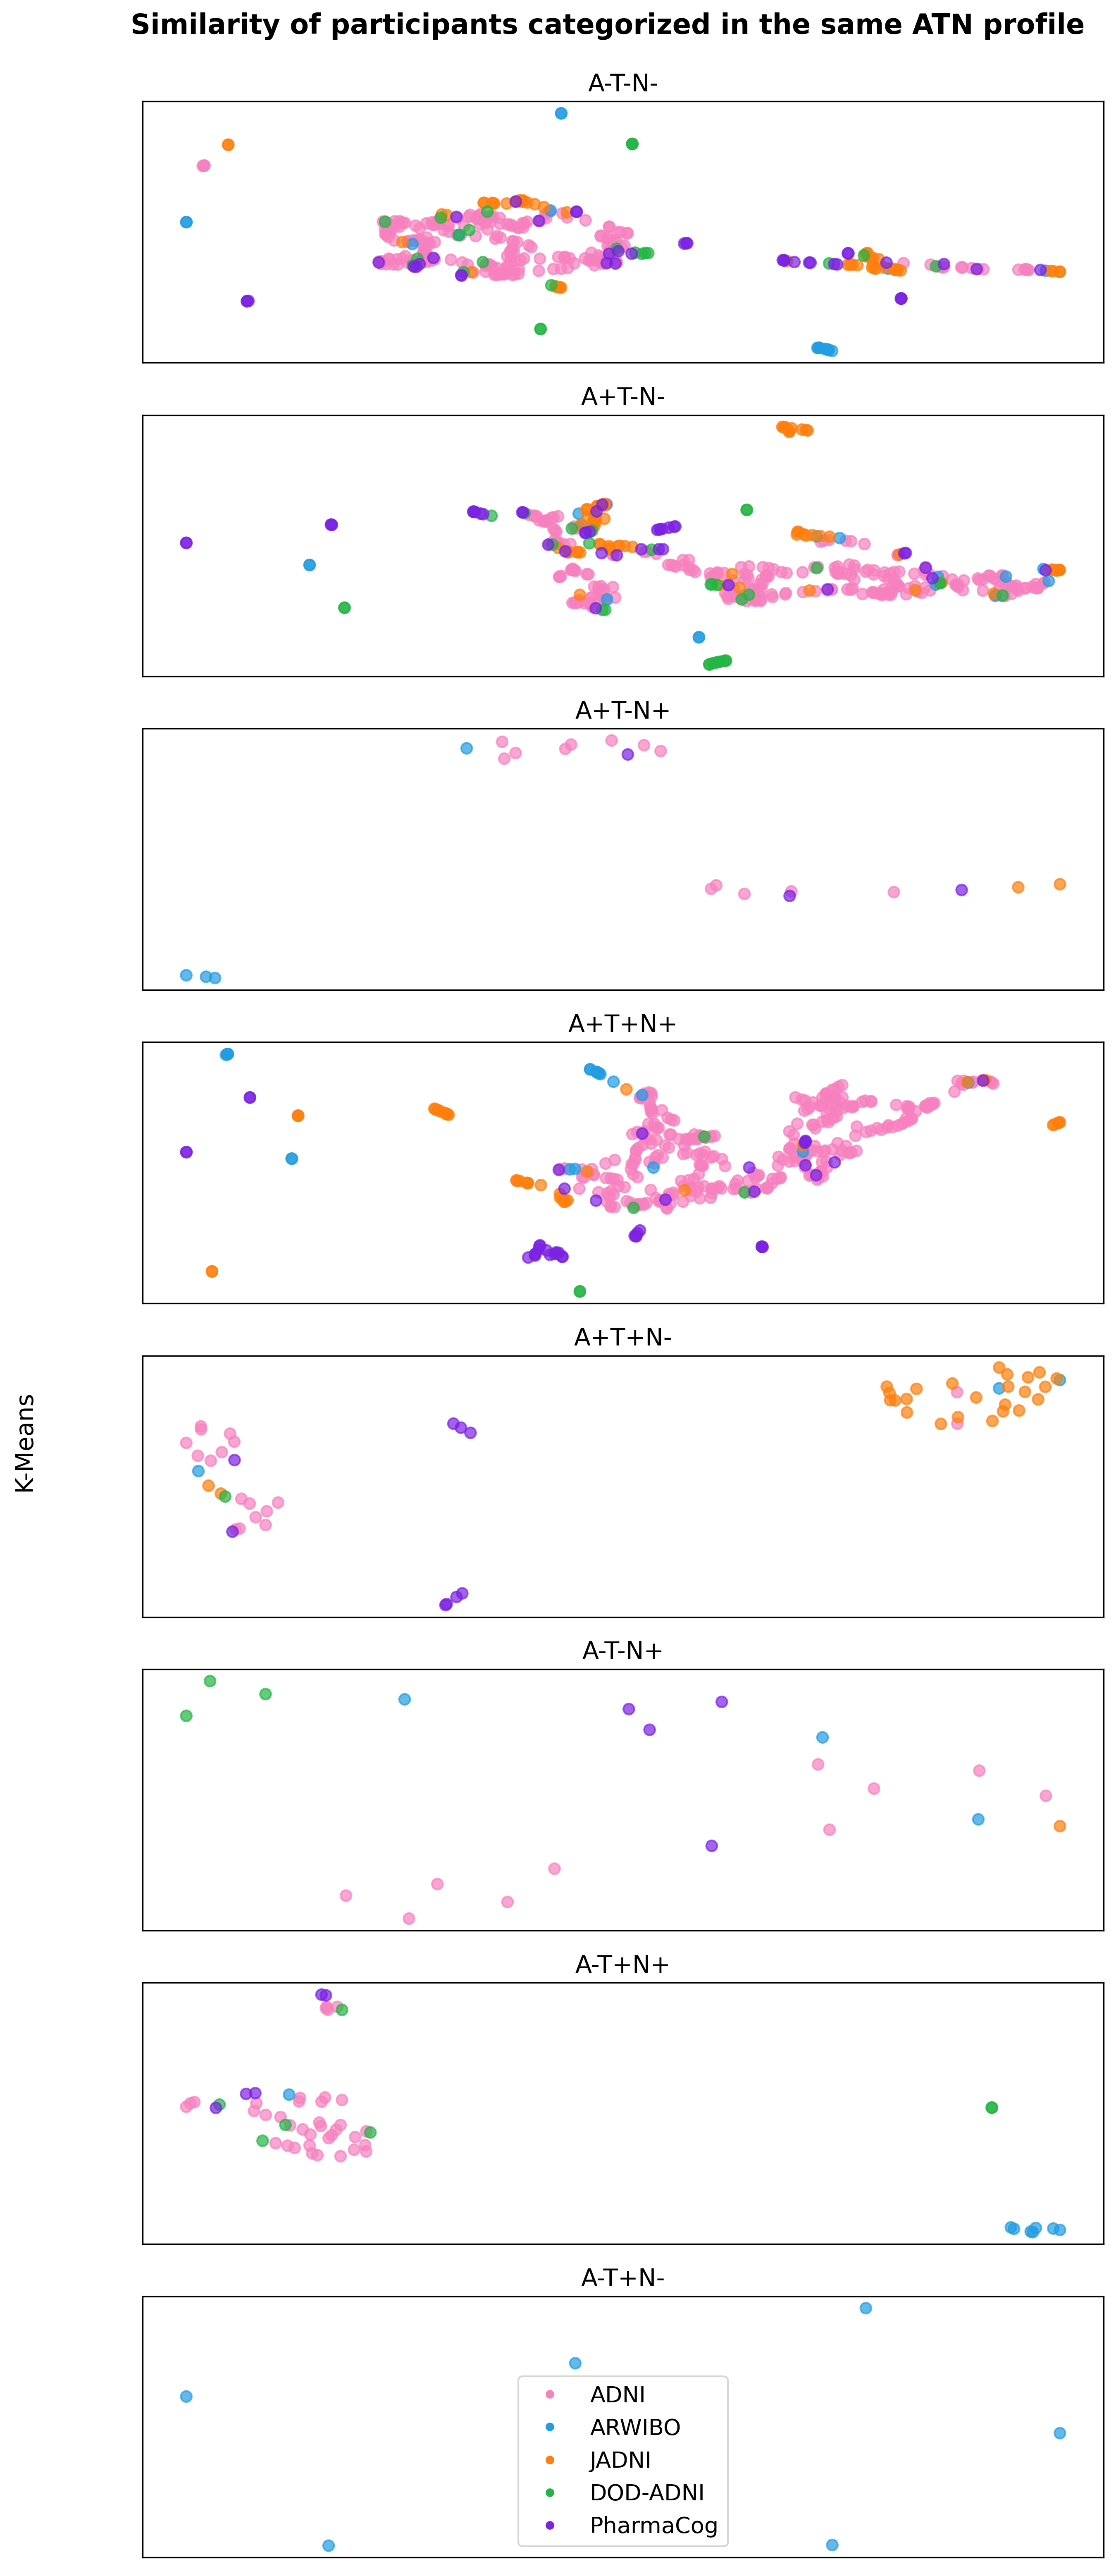 Similarity of participants categorized in the same ATN profile
A-T-N-
A+T-N-
A+T-N+
A+T+N+
A+T+N-
K-Means
A-T-N+
A-T+N+
A-T+N-
ADNI
ARWIBO
JADNI
DOD-ADNI
PharmaCog